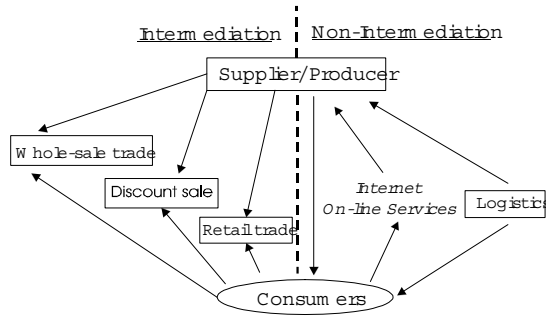 Intermediation
Non-Intermediation
Supplier/Producer
Whole-sale trade
Discount sale
Retail trade
Internet
On-line Services
Logistics
Consumers